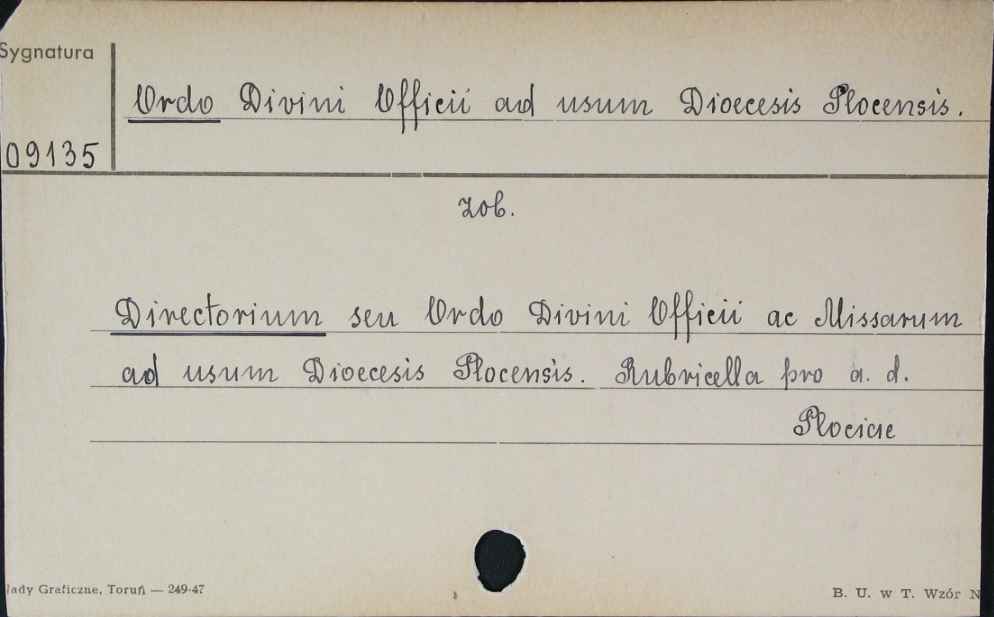 Sygnatura
Ordo Divini Officii ad usum Dioecesis Plocensis.
09135
zob.
Directorium seu Ordo Divini Officii ac Missarum
ad usum Dioecesis Plocensis. Rubricella pro a. d.
Plociae
łady Graficzne, Toruń — 249-47
B. U. w T. Wzór N